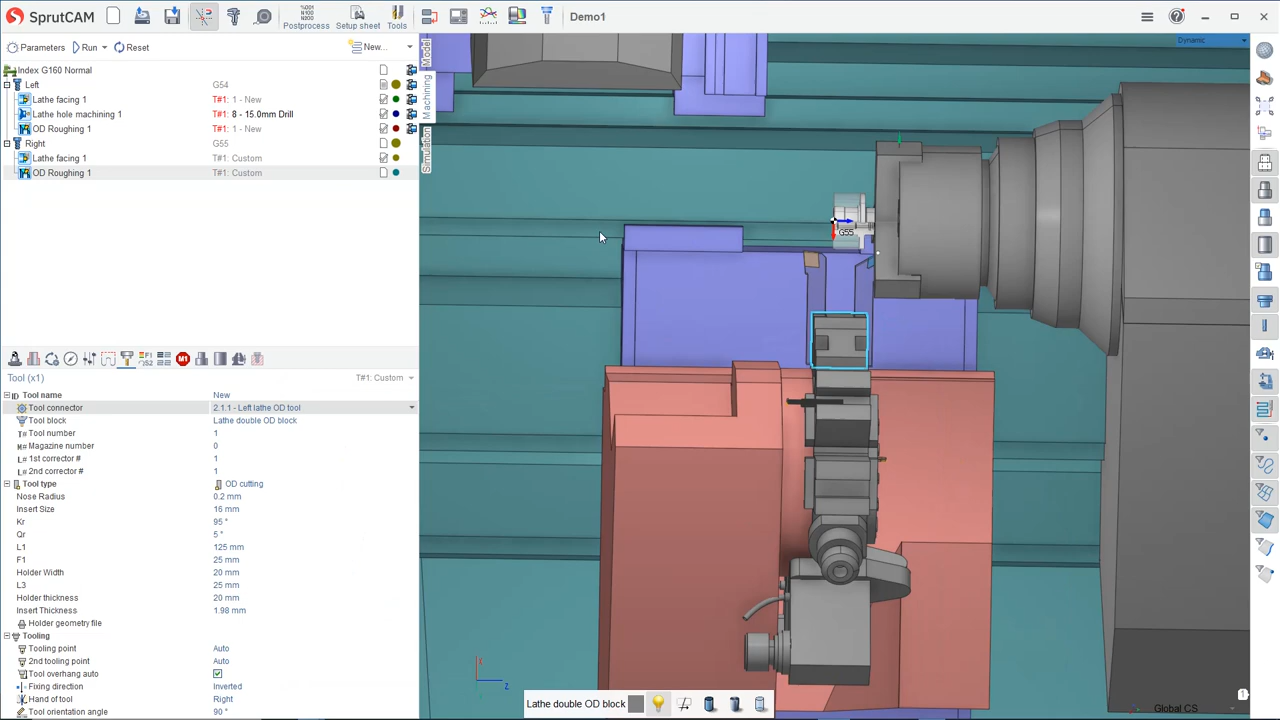 SprutCAM
%001
G01
G03
Postprocess
Setup sheet
Tools
Demo1
Parameters
Run
Reset
New...
Dynamic
Index G160 Normal
Left G54
Lathe facing 1 T#1: 1 - New
Lathe hole machining 1 T#1: 8 - 15.0mm Drill
OD Roughing 1 T#1: 1 - New
Right G55
Lathe facing 1 T#1: Custom
OD Roughing 1 T#1: Custom
Model
Machining
Simulation
G55
Tool (x1) T#1: Custom
Tool name New
Tool connector 2.1.1 - Left lathe OD tool
Tool block Lathe double OD block
Tool number 1
Magazine number 0
1st corrector # 1
2nd corrector # 1
Tool type OD cutting
Nose Radius 0.2 mm
Insert Size 16 mm
Kr 95 °
Qr 5 °
L1 125 mm
F1 25 mm
Holder Width 20 mm
L3 25 mm
Holder thickness 20 mm
Insert Thickness 1.98 mm
Holder geometry file
Tooling
Tooling point Auto
2nd tooling point Auto
Tool overhang auto
Fixing direction Inverted
Hand of tool Right
Tool orientation angle 90 °
X
Z
Lathe double OD block
1
Global CS